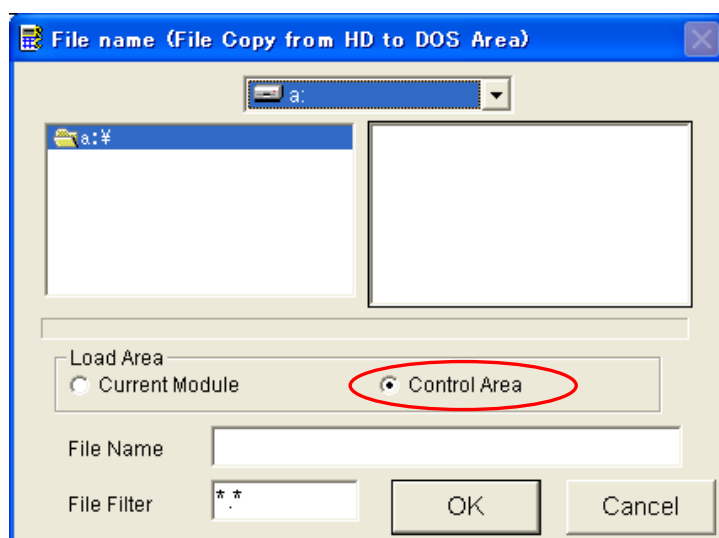 File name (File Copy from HD to DOS Area)
a:
a:¥
Load Area
Current Module
Control Area
File Name
File Filter
*.*
OK
Cancel